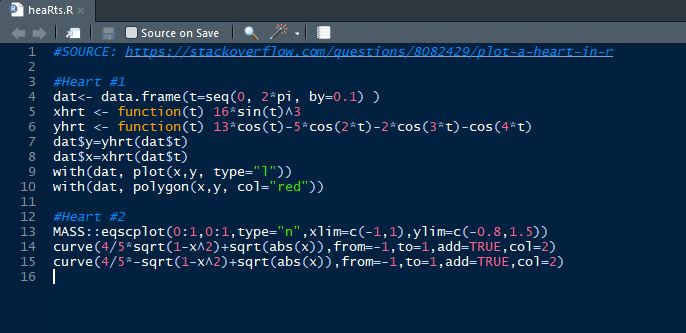 heaRts.R
Source on Save
1 #SOURCE: https://stackoverflow.com/questions/8082429/plot-a-heart-in-r
2
3 #Heart #1
4 dat<- data.frame(t=seq(0, 2*pi, by=0.1) )
5 xhrt <- function(t) 16*sin(t)^3
6 yhrt <- function(t) 13*cos(t)-5*cos(2*t)-2*cos(3*t)-cos(4*t)
7 dat$y=yhrt(dat$t)
8 dat$x=xhrt(dat$t)
9 with(dat, plot(x,y, type="l"))
10 with(dat, polygon(x,y, col="red"))
11
12 #Heart #2
13 MASS::eqscplot(0:1,0:1,type="n",xlim=c(-1,1),ylim=c(-0.8,1.5))
14 curve(4/5*sqrt(1-x^2)+sqrt(abs(x)),from=-1,to=1,add=TRUE,col=2)
15 curve(4/5*-sqrt(1-x^2)+sqrt(abs(x)),from=-1,to=1,add=TRUE,col=2)
16